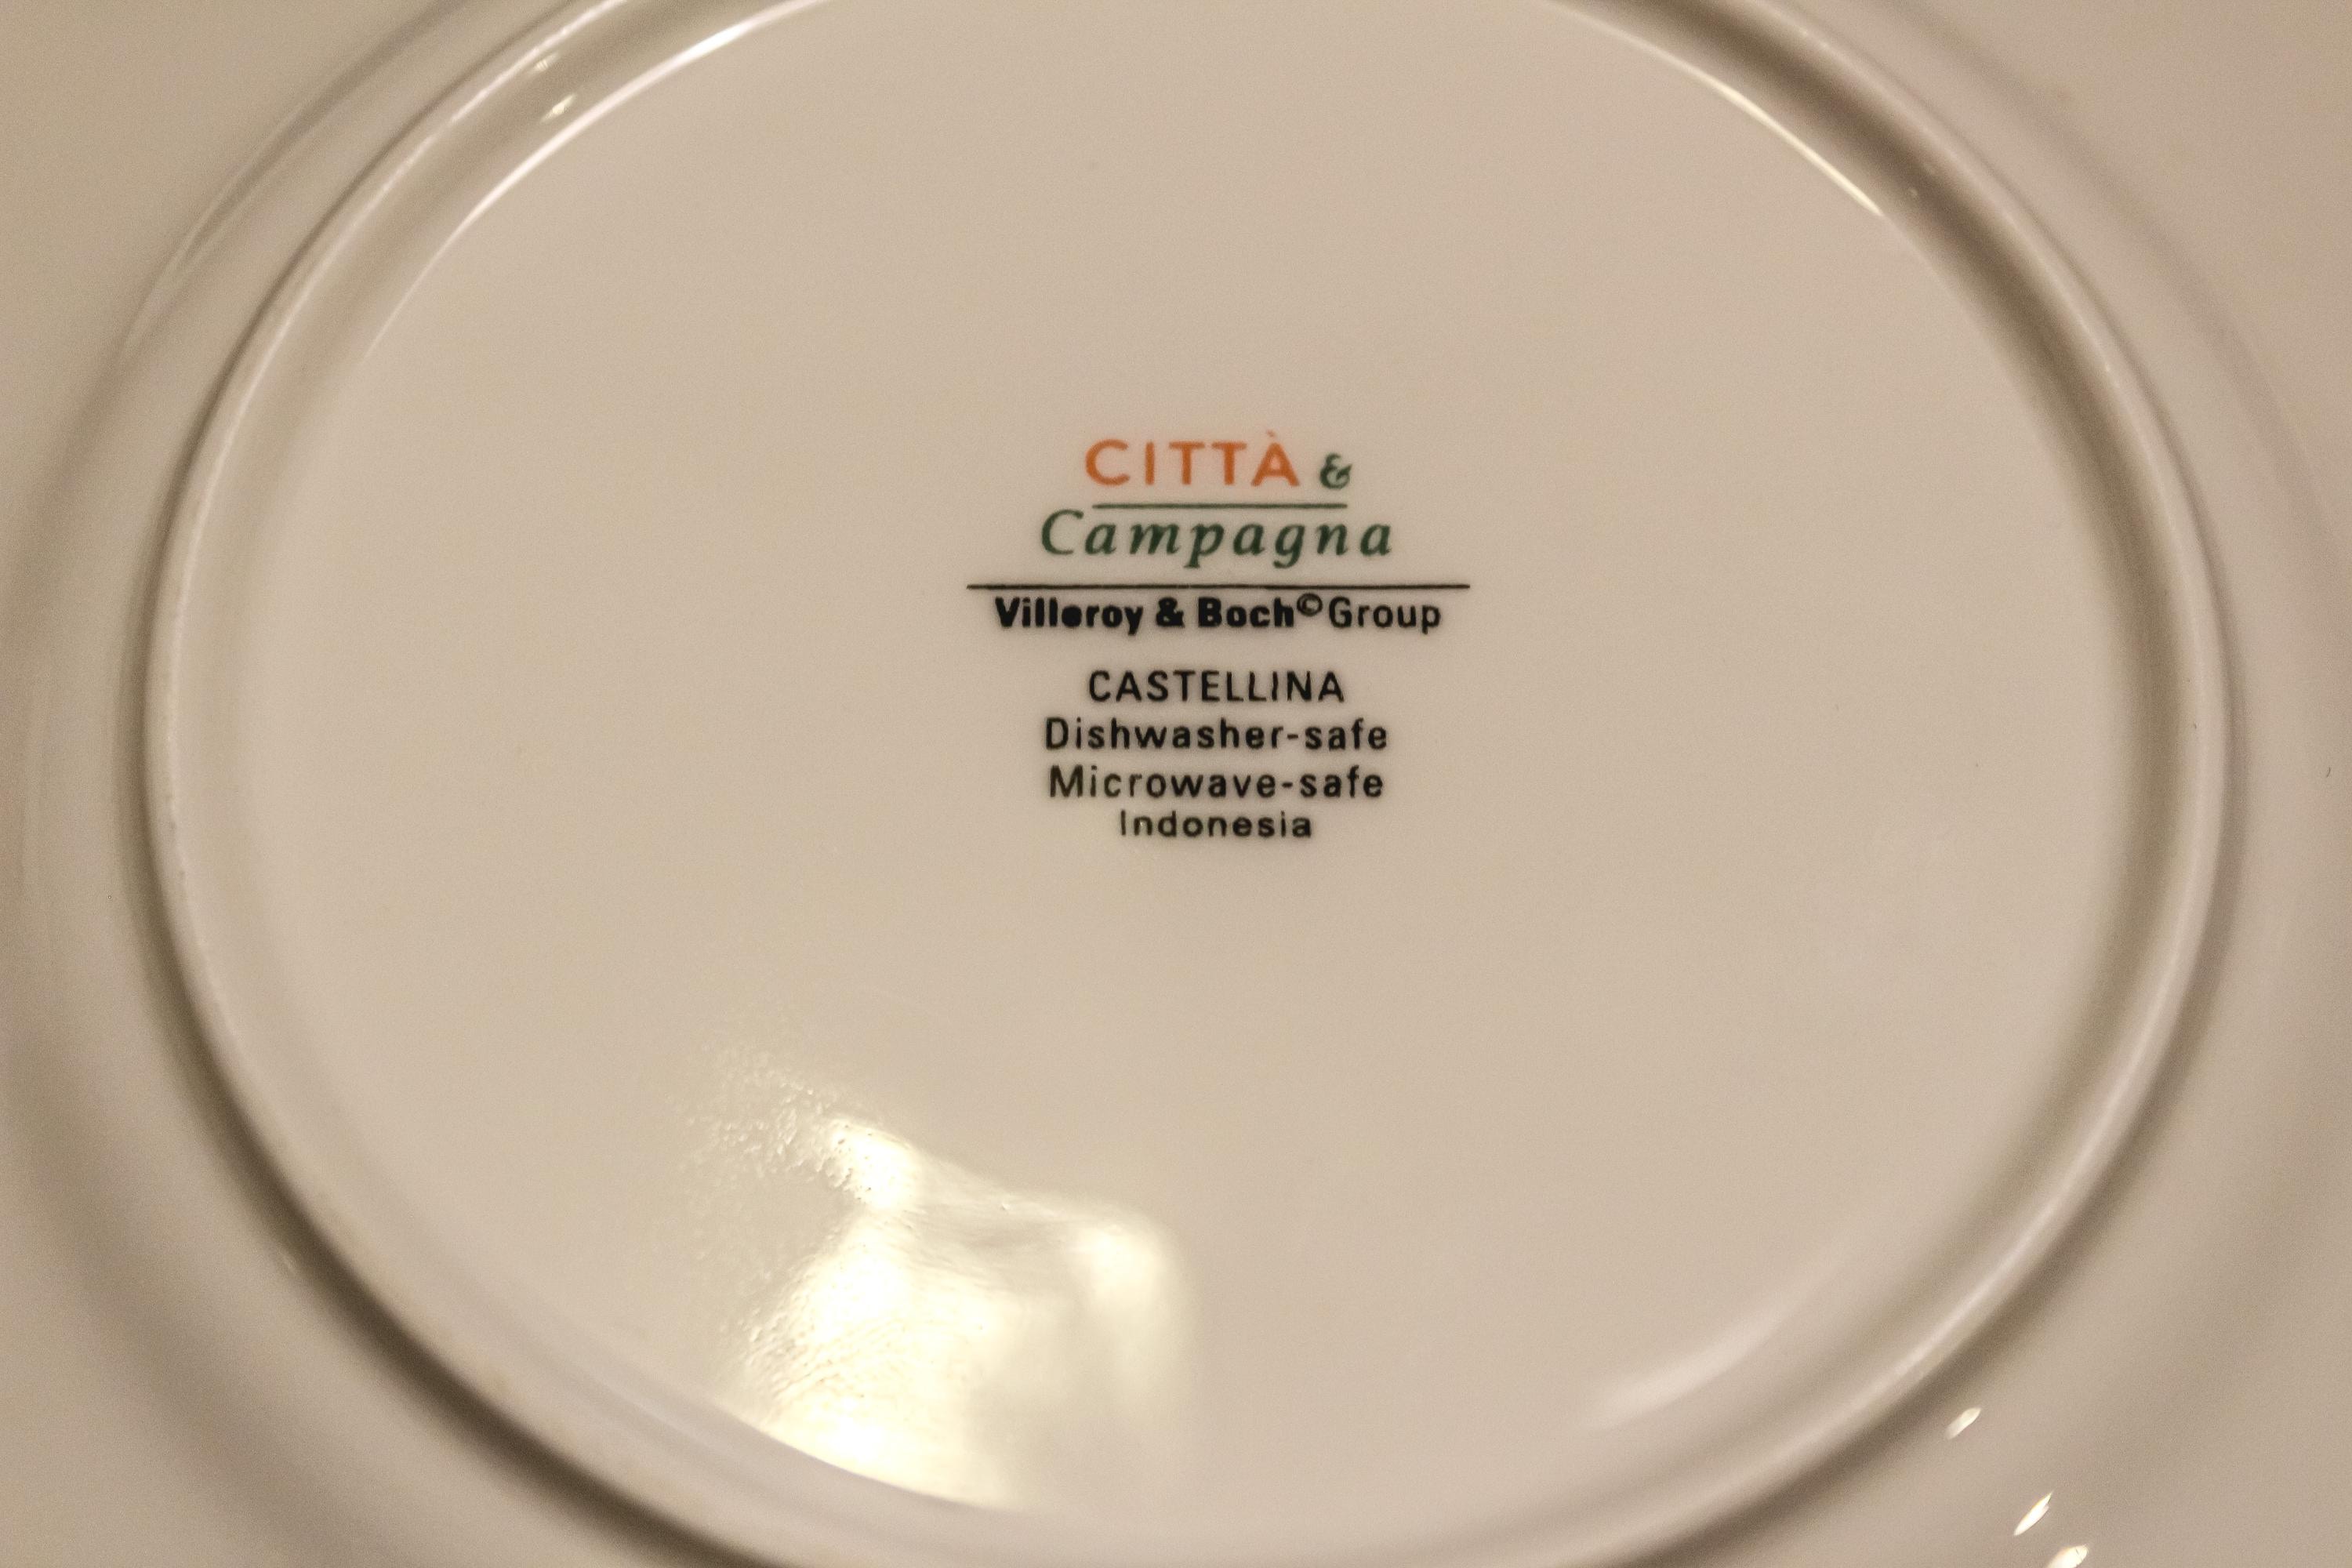 CITTÀ &
Campagna
Villeroy & Boch©Group
CASTELLINA
Dishwasher-safe
Microwave-safe
Indonesia